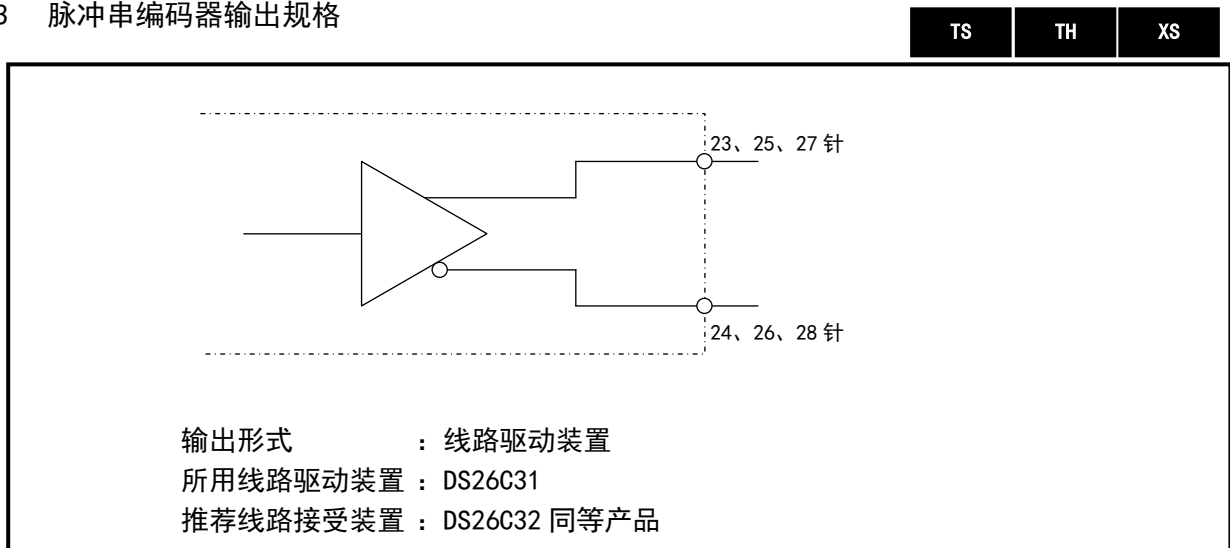 3 脉冲串编码器输出规格
TS TH XS
23、25、27 针
24、26、28 针
输出形式 : 线路驱动装置
所用线路驱动装置 : DS26C31
推荐线路接受装置 : DS26C32 同等产品